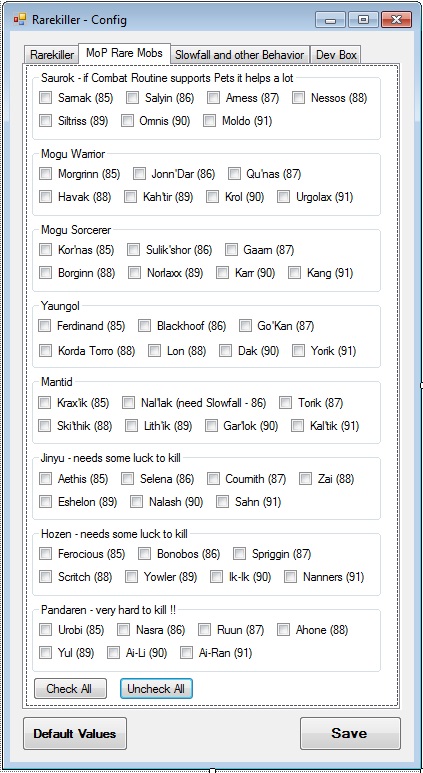 Rarekiller - Config
Rarekiller MoP Rare Mobs Slowfall and other Behavior Dev Box
Saurok - if Combat Routine supports Pets it helps a lot
Sarnak (85) Salyin (86) Arness (87) Nessos (88)
Siltriss (89) Omnis (90) Moldo (91)
Mogu Warrior
Morgrinn (85) Jonn'Dar (86) Qu'nas (87)
Havak (88) Kah'tir (89) Krol (90) Urgolax (91)
Mogu Sorcerer
Kor'nas (85) Sulik'shor (86) Gaarn (87)
Borginn (88) Norlaxx (89) Karr (90) Kang (91)
Yaungol
Ferdinand (85) Blackhoof (86) Go'Kan (87)
Korda Torro (88) Lon (88) Dak (90) Yorik (91)
Mantid
Krax'ik (85) Nal'lak (need Slowfall - 86) Torik (87)
Ski'thik (88) Lith'ik (89) Gar'lok (90) Kal'tik (91)
Jinyu - needs some luck to kill
Aethis (85) Selena (86) Cournith (87) Zai (88)
Eshelon (89) Nalash (90) Sahn (91)
Hozen - needs some luck to kill
Ferocious (85) Bonobos (86) Spriggin (87)
Scritch (88) Yowler (89) Ik-Ik (90) Nanners (91)
Pandaren - very hard to kill !!
Urobi (85) Nasra (86) Ruun (87) Ahone (88)
Yul (89) Ai-Li (90) Ai-Ran (91)
Check All Uncheck All
Default Values Save